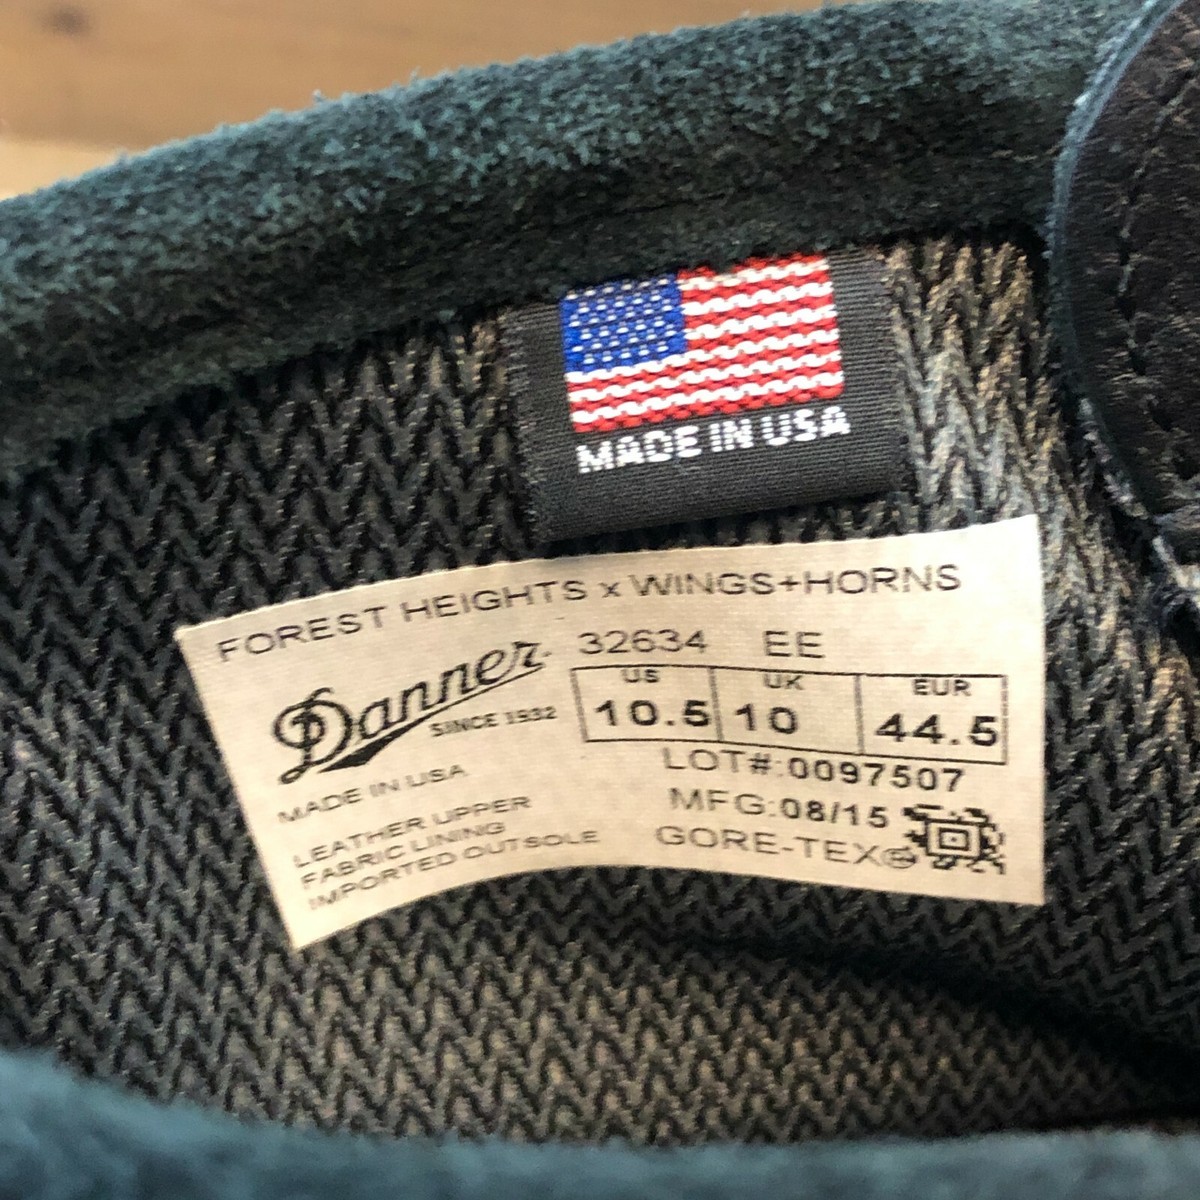 MADE IN USA
FOREST HEIGHTS x WINGS+HORNS
Danner
SINCE 1932
32634 EE
US UK EUR
10.5 10 44.5
LOT#:0097507
MFG:08/15
GORE-TEX®
MADE IN USA
LEATHER UPPER
FABRIC LINING
IMPORTED OUTSOLE